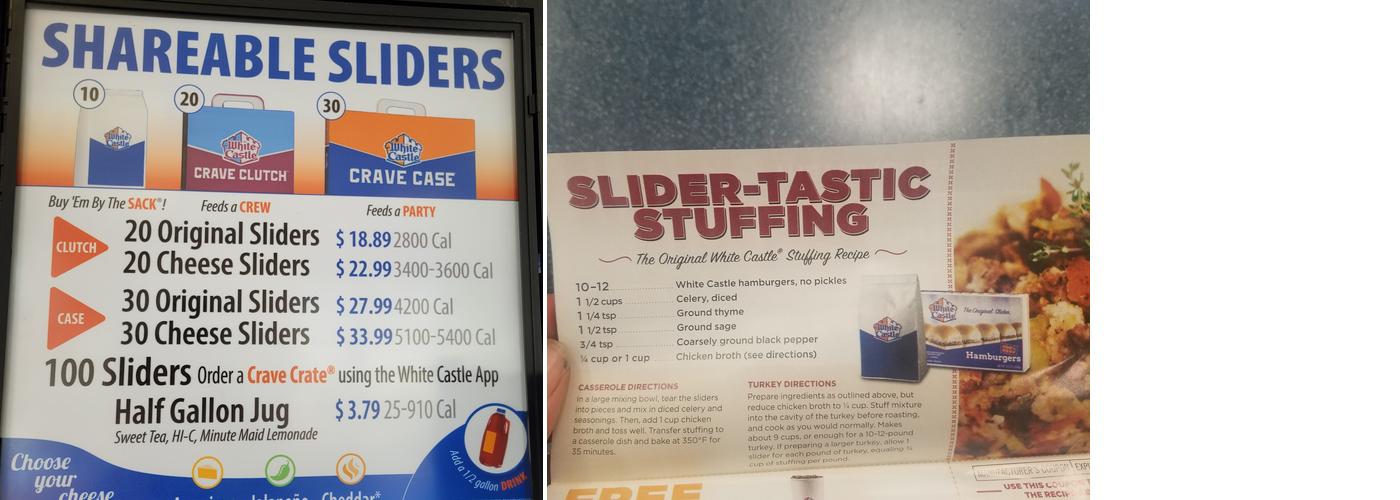 SHAREABLE SLIDERS
10
20
30
White
Castle
White
Castle
CRAVE CLUTCH
White
Castle
CRAVE CASE
Buy 'Em By The SACK®!
Feeds a CREW
Feeds a PARTY
CLUTCH
20 Original Sliders $ 18.89 2800 Cal
20 Cheese Sliders $ 22.99 3400-3600 Cal
CASE
30 Original Sliders $ 27.99 4200 Cal
30 Cheese Sliders $ 33.99 5100-5400 Cal
100 Sliders Order a Crave Crate® using the White Castle App
Half Gallon Jug $ 3.79 25-910 Cal
Sweet Tea, HI-C, Minute Maid Lemonade
Choose
your
cheese
Add a 1/2 gallon DRINK
Jalapeño
Cheddar*
SLIDER-TASTIC
STUFFING
The Original White Castle® Stuffing Recipe
10-12 White Castle hamburgers, no pickles
1 1/2 cups Celery, diced
1 1/4 tsp Ground thyme
1 1/2 tsp Ground sage
3/4 tsp Coarsely ground black pepper
¼ cup or 1 cup Chicken broth (see directions)
White
Castle
The Original Slider
Hamburgers
CASSEROLE DIRECTIONS
In a large mixing bowl, tear the sliders
into pieces and mix in diced celery and
seasonings. Then, add 1 cup chicken
broth and toss well. Transfer stuffing to
a casserole dish and bake at 350°F for
35 minutes.
TURKEY DIRECTIONS
Prepare ingredients as outlined above, but
reduce chicken broth to ¼ cup. Stuff mixture
into the cavity of the turkey before roasting,
and cook as you would normally. Makes
about 9 cups, or enough for a 10-12-pound
turkey. If preparing a larger turkey, allow 1
slider for each pound of turkey, equaling ¾
cup of stuffing per pound.
FREE
MANUFACTURER'S COUPON
USE THIS COUPON
THE RECIP